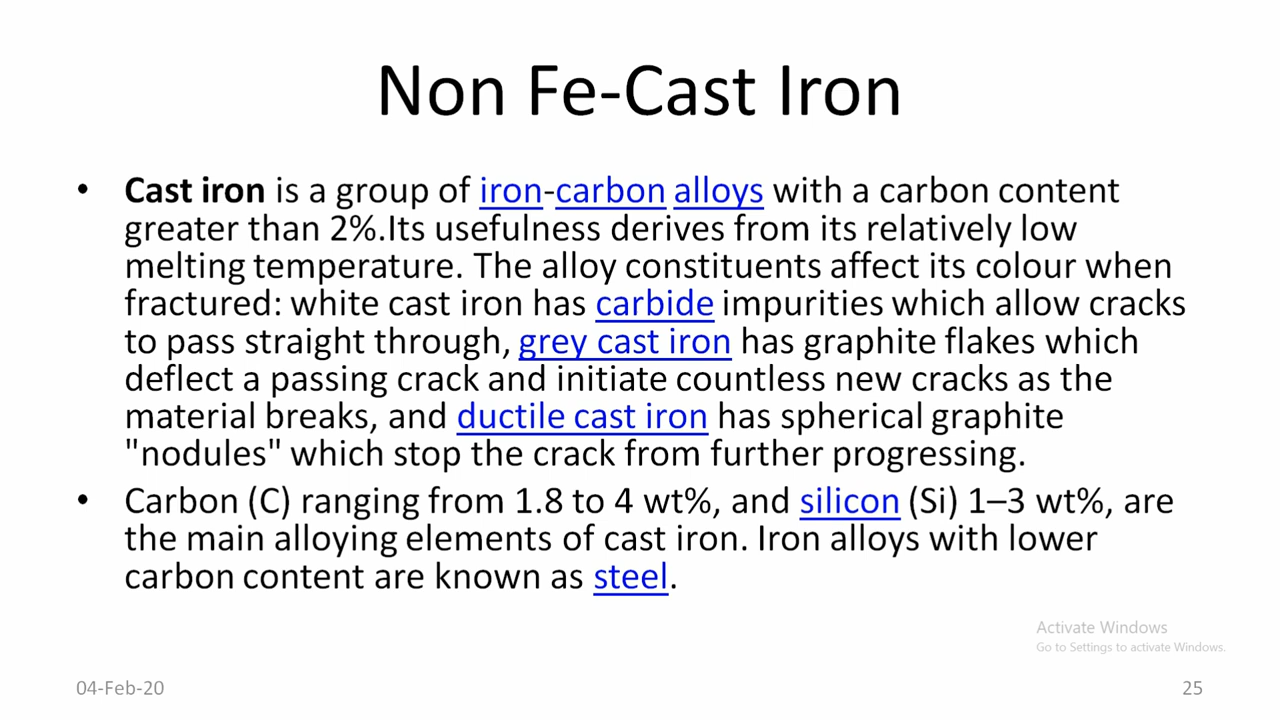 Non Fe-Cast Iron
• Cast iron is a group of iron-carbon alloys with a carbon content
greater than 2%.Its usefulness derives from its relatively low
melting temperature. The alloy constituents affect its colour when
fractured: white cast iron has carbide impurities which allow cracks
to pass straight through, grey cast iron has graphite flakes which
deflect a passing crack and initiate countless new cracks as the
material breaks, and ductile cast iron has spherical graphite
"nodules" which stop the crack from further progressing.
• Carbon (C) ranging from 1.8 to 4 wt%, and silicon (Si) 1–3 wt%, are
the main alloying elements of cast iron. Iron alloys with lower
carbon content are known as steel.
Activate Windows
Go to Settings to activate Windows.
04-Feb-20
25